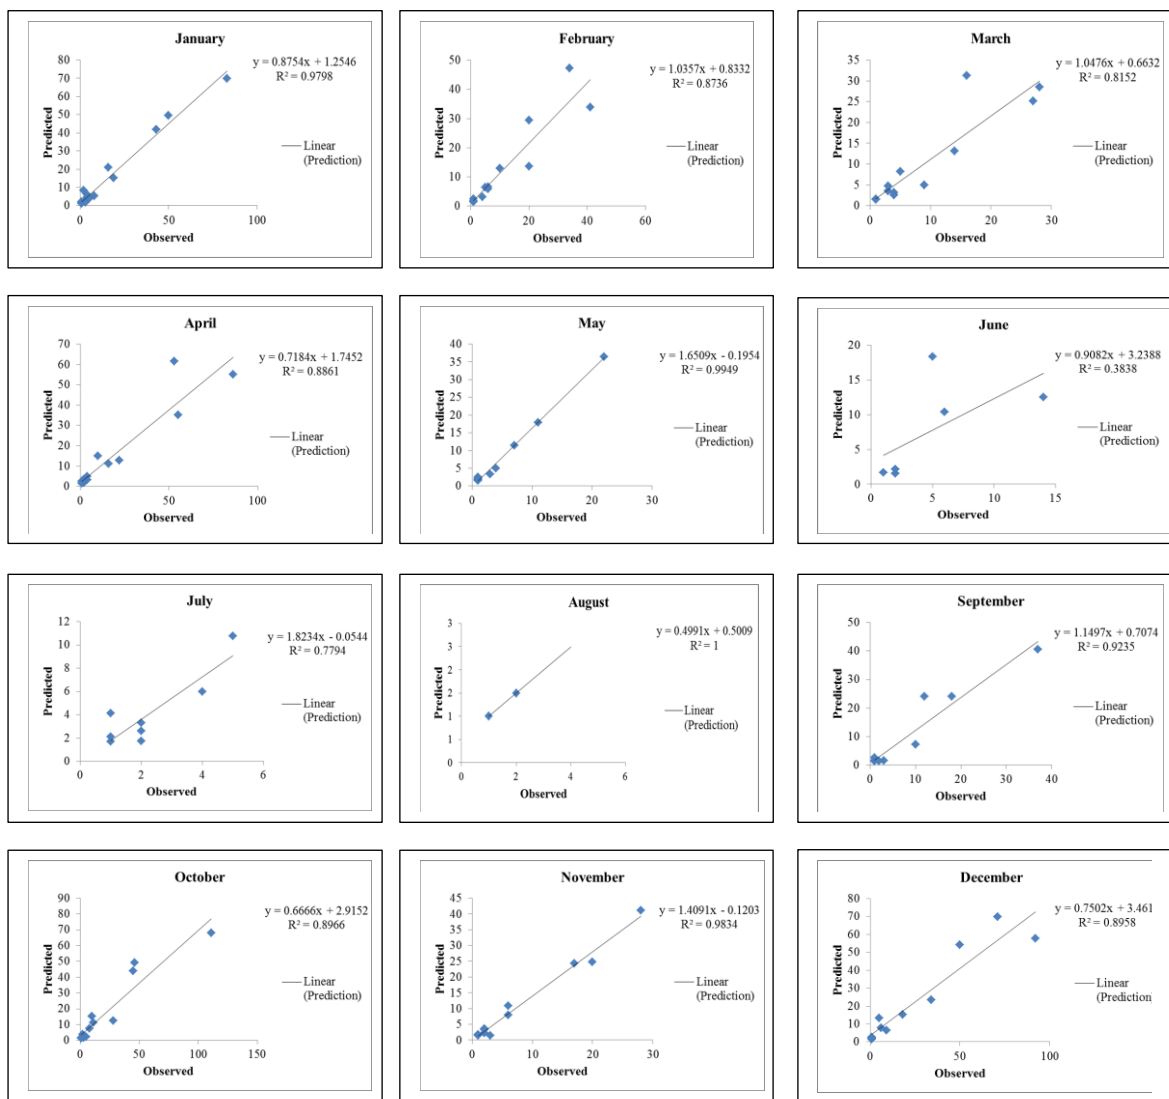 January
y = 0.8754x + 1.2546
R² = 0.9798
80
70
60
50
40
30
20
10
0
Predicted
0 50 100
Observed
Linear
(Prediction)
February
y = 1.0357x + 0.8332
R² = 0.8736
50
40
30
20
10
0
Predicted
0 20 40 60
Observed
Linear
(Prediction)
March
y = 1.0476x + 0.6632
R² = 0.8152
35
30
25
20
15
10
5
0
Predicted
0 10 20 30
Observed
Linear
(Prediction)
April
y = 0.7184x + 1.7452
R² = 0.8861
70
60
50
40
30
20
10
0
Predicted
0 50 100
Observed
Linear
(Prediction)
May
y = 1.6509x - 0.1954
R² = 0.9949
40
35
30
25
20
15
10
5
0
Predicted
0 10 20 30
Observed
Linear
(Prediction)
June
y = 0.9082x + 3.2388
R² = 0.3838
20
15
10
5
0
Predicted
0 5 10 15
Observed
Linear
(Prediction)
July
y = 1.8234x - 0.0544
R² = 0.7794
12
10
8
6
4
2
0
Predicted
0 2 4 6
Observed
Linear
(Prediction)
August
y = 0.4991x + 0.5009
R² = 1
3
3
2
2
1
1
0
Predicted
0 2 4 6
Observed
Linear
(Prediction)
September
y = 1.1497x + 0.7074
R² = 0.9235
50
40
30
20
10
0
Predicted
0 10 20 30 40
Observed
Linear
(Prediction)
October
y = 0.6666x + 2.9152
R² = 0.8966
90
80
70
60
50
40
30
20
10
0
Predicted
0 50 100 150
Observed
Linear
(Prediction)
November
y = 1.4091x - 0.1203
R² = 0.9834
45
40
35
30
25
20
15
10
5
0
Predicted
0 10 20 30
Observed
Linear
(Prediction)
December
y = 0.7502x + 3.461
R² = 0.8958
80
70
60
50
40
30
20
10
0
Predicted
0 50 100
Observed
Linear
(Prediction)